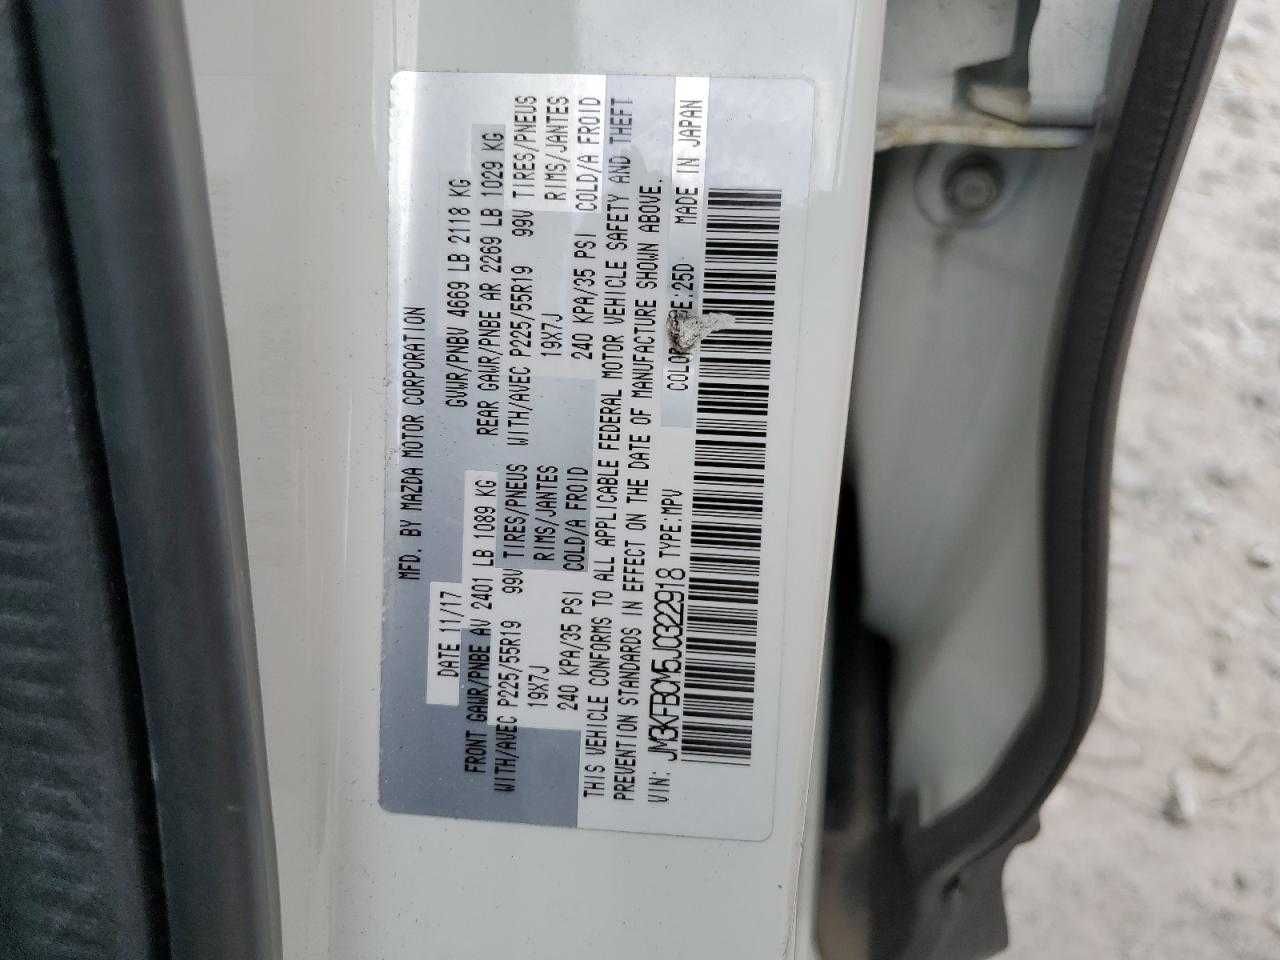 MFD. BY MAZDA MOTOR CORPORATION
DATE 11/17 GVWR/PNBV 4669 LB 2118 KG
FRONT GAWR/PNBE AV 2401 LB 1089 KG REAR GAWR/PNBE AR 2269 LB 1029 KG
WITH/AVEC P225/55R19 99V TIRES/PNEUS WITH/AVEC P225/55R19 99V TIRES/PNEUS
19X7J RIMS/JANTES 19X7J RIMS/JANTES
240 KPA/35 PSI COLD/A FROID 240 KPA/35 PSI COLD/A FROID
THIS VEHICLE CONFORMS TO ALL APPLICABLE FEDERAL MOTOR VEHICLE SAFETY AND THEFT
PREVENTION STANDARDS IN EFFECT ON THE DATE OF MANUFACTURE SHOWN ABOVE.
VIN: JM3KFBCM5J0322918 TYPE:MPV :25D MADE IN JAPAN